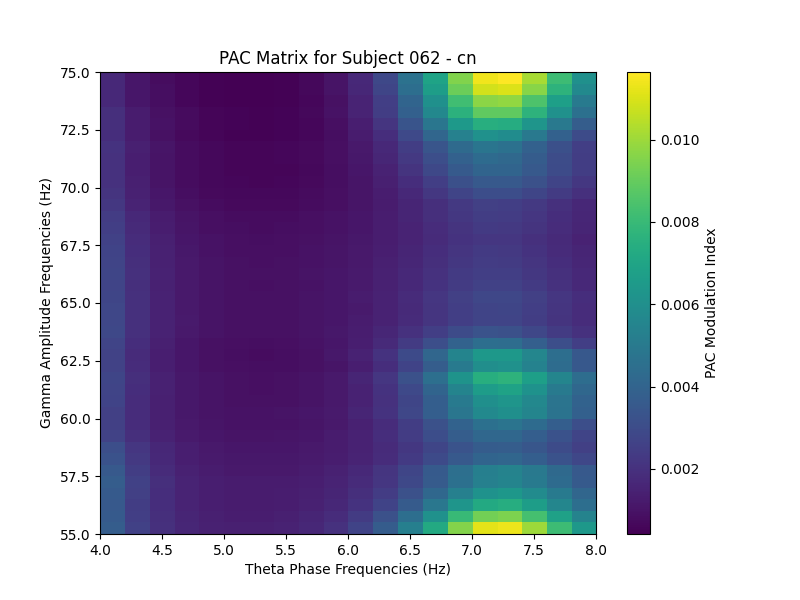 PAC Matrix for Subject 062 - cn
75.0
72.5
70.0
67.5
65.0
62.5
60.0
57.5
55.0
Gamma Amplitude Frequencies (Hz)
4.0 4.5 5.0 5.5 6.0 6.5 7.0 7.5 8.0
Theta Phase Frequencies (Hz)
0.010
0.008
0.006
0.004
0.002
PAC Modulation Index